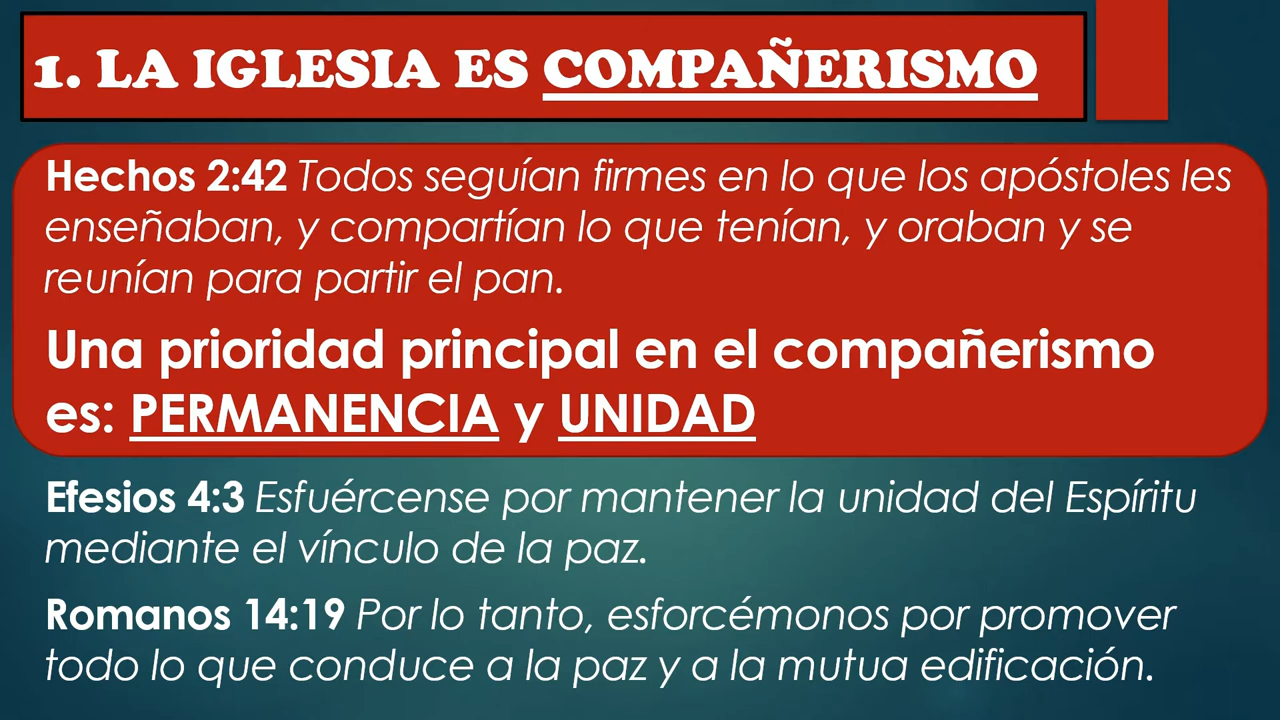 1. LA IGLESIA ES COMPAÑERISMO
Hechos 2:42 Todos seguían firmes en lo que los apóstoles les
enseñaban, y compartían lo que tenían, y oraban y se
reunían para partir el pan.
Una prioridad principal en el compañerismo
es: PERMANENCIA y UNIDAD
Efesios 4:3 Esfuércense por mantener la unidad del Espíritu
mediante el vínculo de la paz.
Romanos 14:19 Por lo tanto, esforcémonos por promover
todo lo que conduce a la paz y a la mutua edificación.